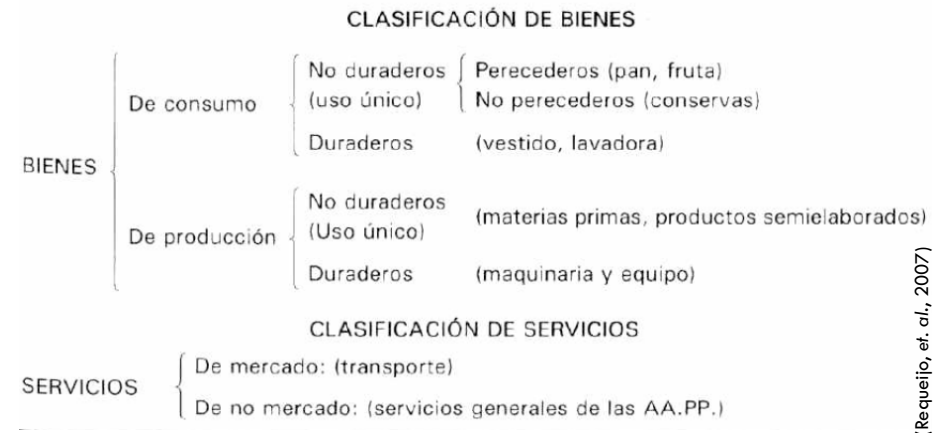 CLASIFICACIÓN DE BIENES
BIENES
De consumo
No duraderos
(uso único)
Perecederos (pan, fruta)
No perecederos (conservas)
Duraderos
(vestido, lavadora)
De producción
No duraderos
(Uso único)
(materias primas, productos semielaborados)
Duraderos
(maquinaria y equipo)
CLASIFICACIÓN DE SERVICIOS
SERVICIOS
De mercado: (transporte)
De no mercado: (servicios generales de las AA.PP.)
(Requeijo, et. al., 2007)